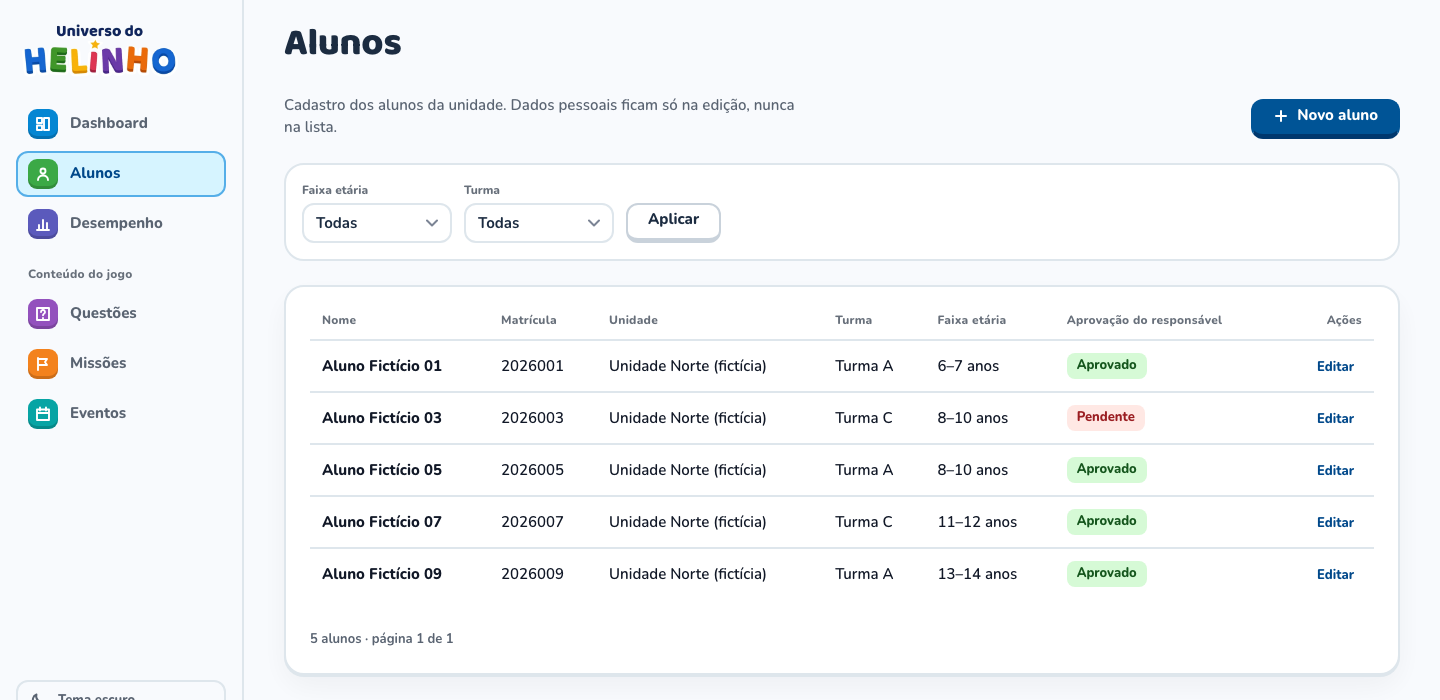 Universo do
HELINHO
Dashboard
Alunos
Desempenho
Conteúdo do jogo
Questões
Missões
Eventos
Tema escuro
Alunos
Cadastro dos alunos da unidade. Dados pessoais ficam só na edição, nunca
na lista.
+ Novo aluno
Faixa etária Turma
Todas Todas Aplicar
Nome Matrícula Unidade Turma Faixa etária Aprovação do responsável Ações
Aluno Fictício 01 2026001 Unidade Norte (fictícia) Turma A 6–7 anos Aprovado Editar
Aluno Fictício 03 2026003 Unidade Norte (fictícia) Turma C 8–10 anos Pendente Editar
Aluno Fictício 05 2026005 Unidade Norte (fictícia) Turma A 8–10 anos Aprovado Editar
Aluno Fictício 07 2026007 Unidade Norte (fictícia) Turma C 11–12 anos Aprovado Editar
Aluno Fictício 09 2026009 Unidade Norte (fictícia) Turma A 13–14 anos Aprovado Editar
5 alunos · página 1 de 1